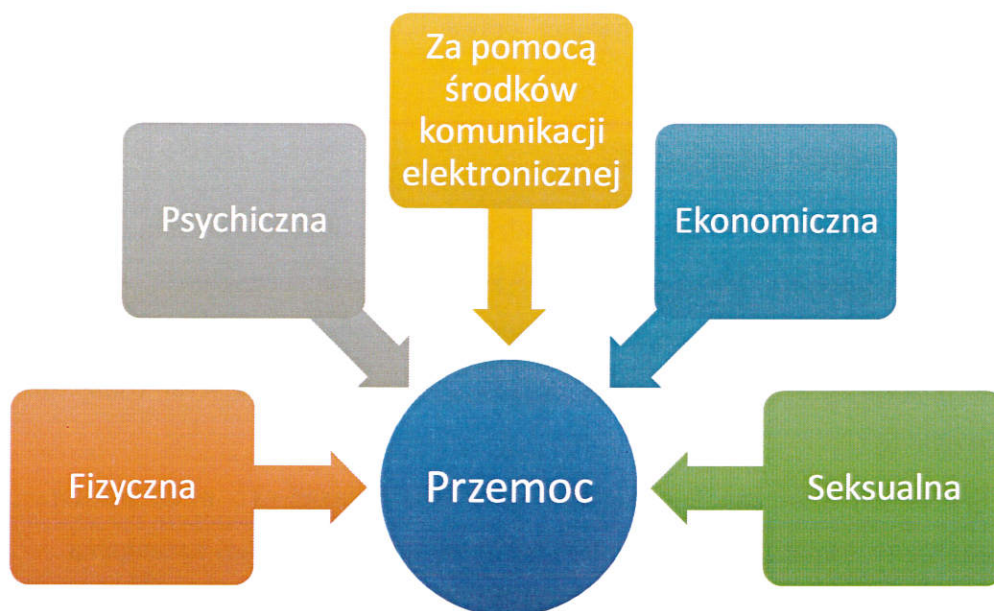 Za pomocą
środków
komunikacji
elektronicznej
Psychiczna
Ekonomiczna
Fizyczna
Przemoc
Seksualna